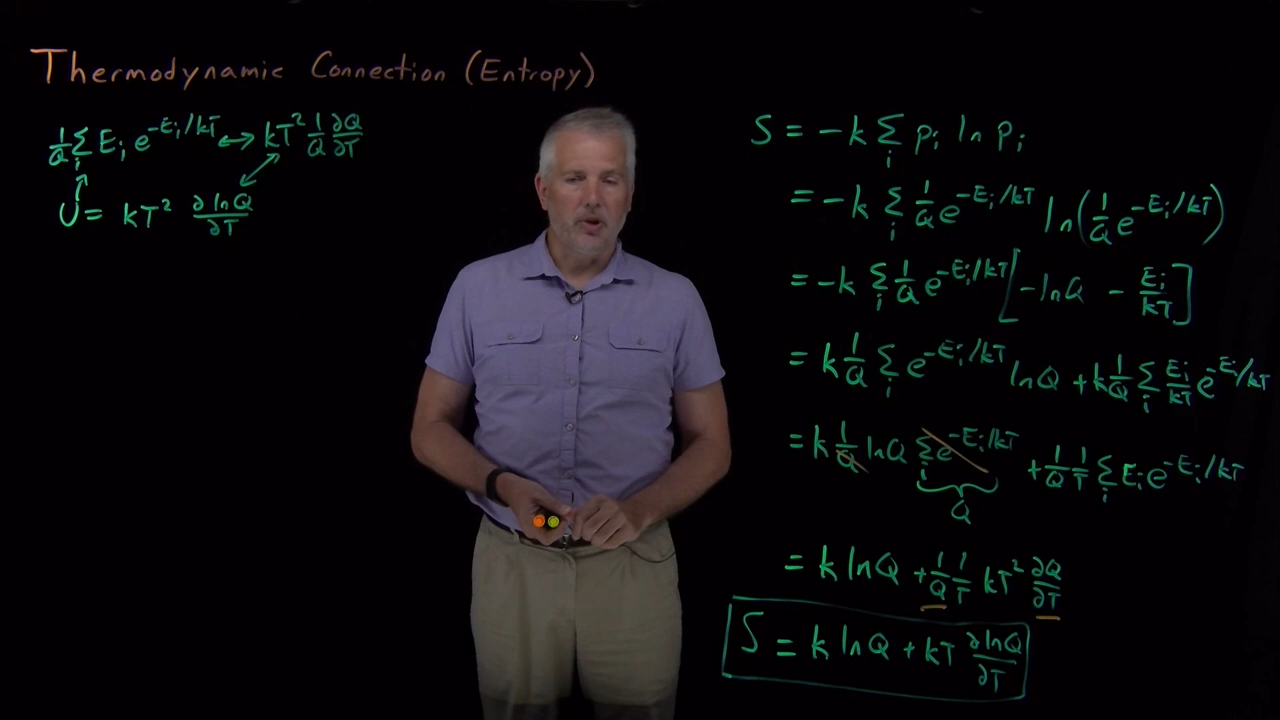 Thermodynamic Connection (Entropy)
1/Q Σ_i E_i e^{-E_i/kT} ↔ kT² 1/Q ∂Q/∂T
U = kT² ∂lnQ/∂T
S = -k Σ_i p_i ln p_i
= -k Σ_i 1/Q e^{-E_i/kT} ln(1/Q e^{-E_i/kT})
= -k Σ_i 1/Q e^{-E_i/kT} [-lnQ - E_i/kT]
= k 1/Q Σ_i e^{-E_i/kT} lnQ + k 1/Q Σ_i E_i/kT e^{-E_i/kT}
= k 1/Q lnQ Σ_i e^{-E_i/kT} + 1/Q 1/T Σ_i E_i e^{-E_i/kT}
Q
= k lnQ + 1/Q 1/T kT² ∂Q/∂T
S = k lnQ + kT ∂lnQ/∂T